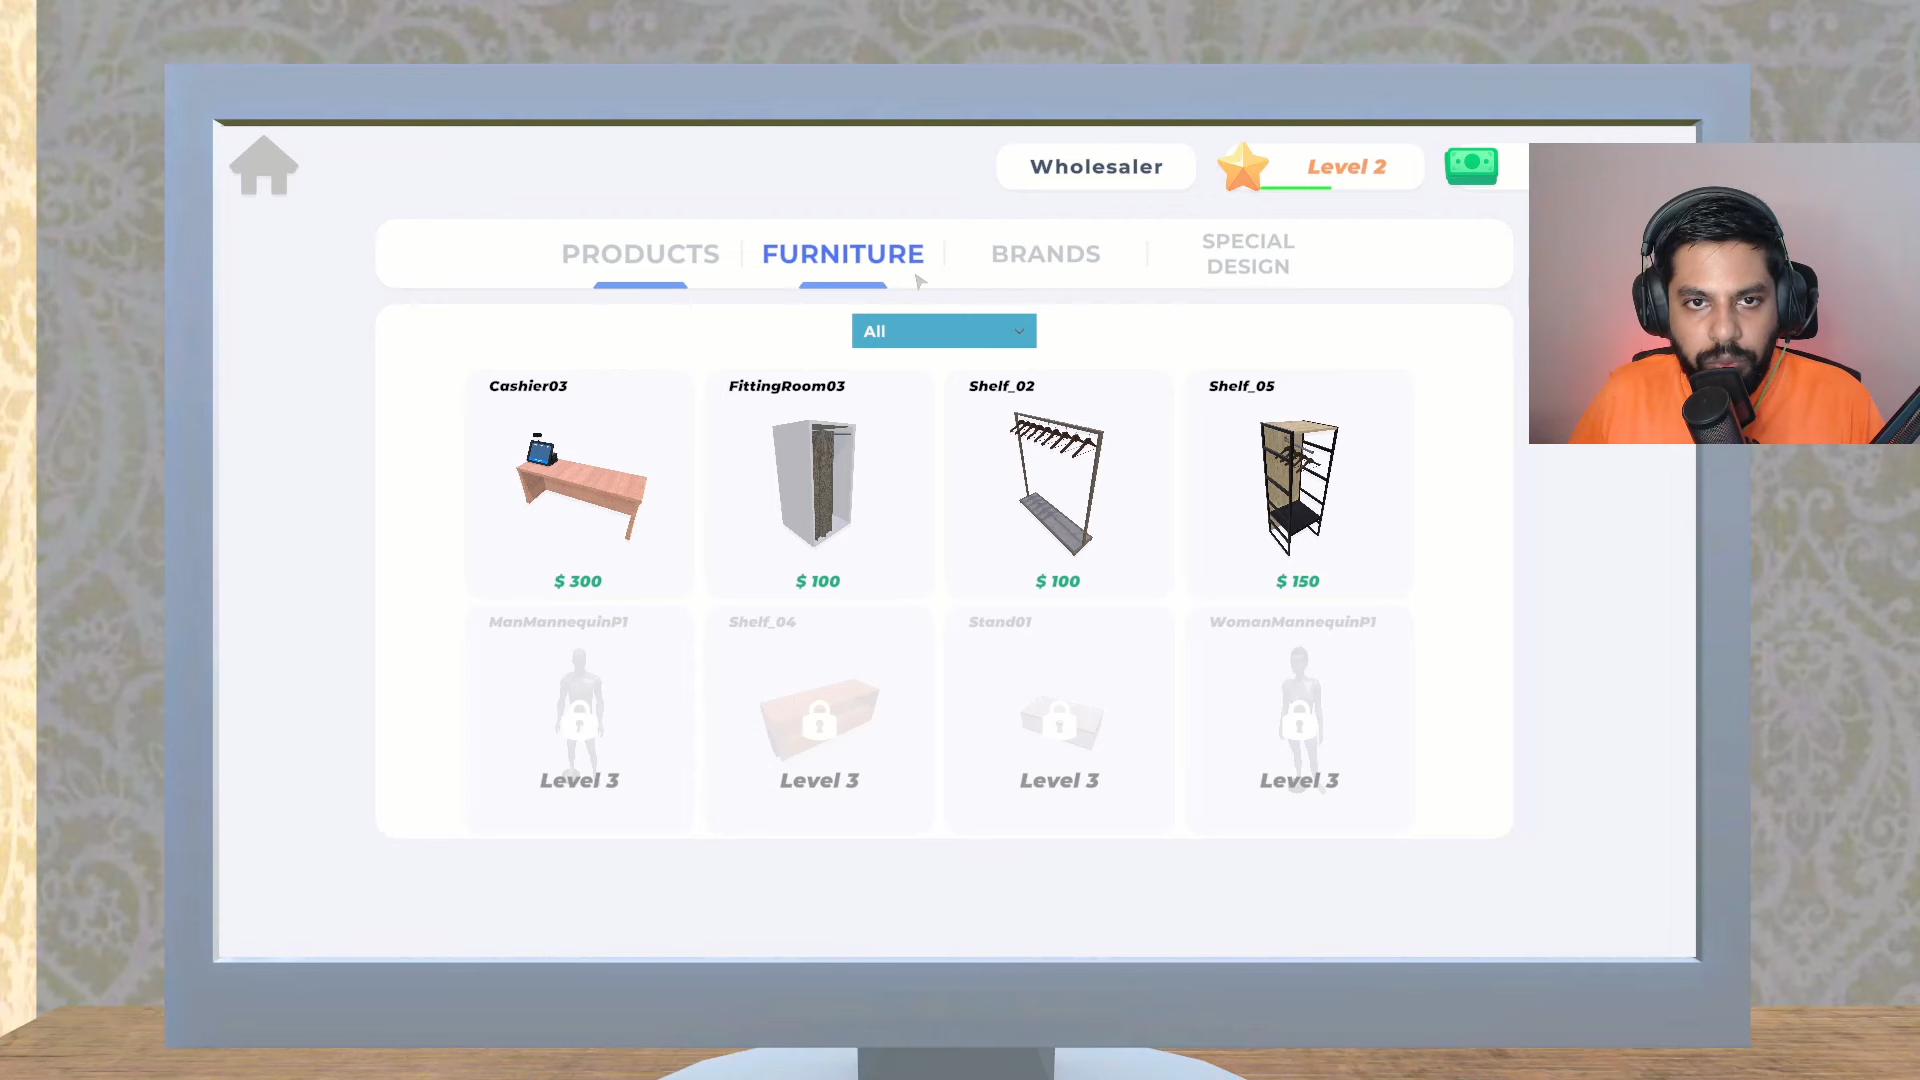 Wholesaler
Level 2
PRODUCTS
FURNITURE
BRANDS
SPECIAL
DESIGN
All
Cashier03
FittingRoom03
Shelf_02
Shelf_05
$ 300
$ 100
$ 100
$ 150
ManMannequinP1
Shelf_04
Stand01
WomanMannequinP1
Level 3
Level 3
Level 3
Level 3